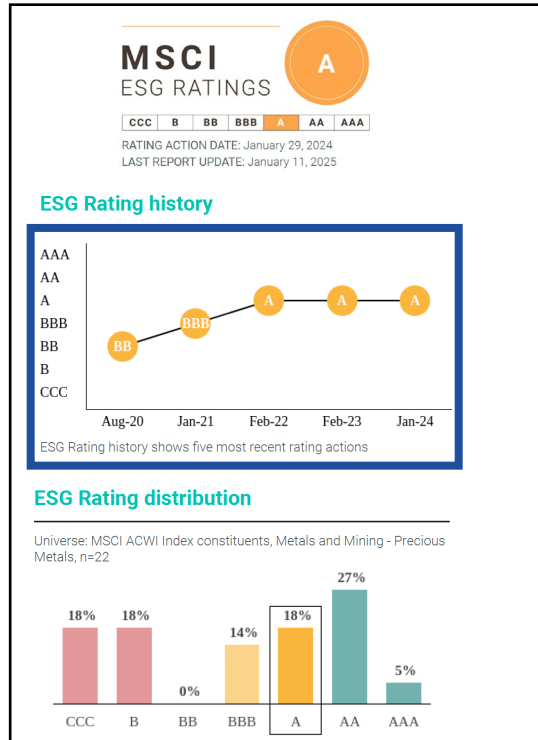 MSCI
ESG RATINGS
A
CCC B BB BBB A AA AAA
RATING ACTION DATE: January 29, 2024
LAST REPORT UPDATE: January 11, 2025
ESG Rating history
AAA
AA
A
BBB
BB
B
CCC
BB BBB A A A
Aug-20 Jan-21 Feb-22 Feb-23 Jan-24
ESG Rating history shows five most recent rating actions
ESG Rating distribution
Universe: MSCI ACWI Index constituents, Metals and Mining - Precious
Metals, n=22
18% 18% 0% 14% 18% 27% 5%
CCC B BB BBB A AA AAA